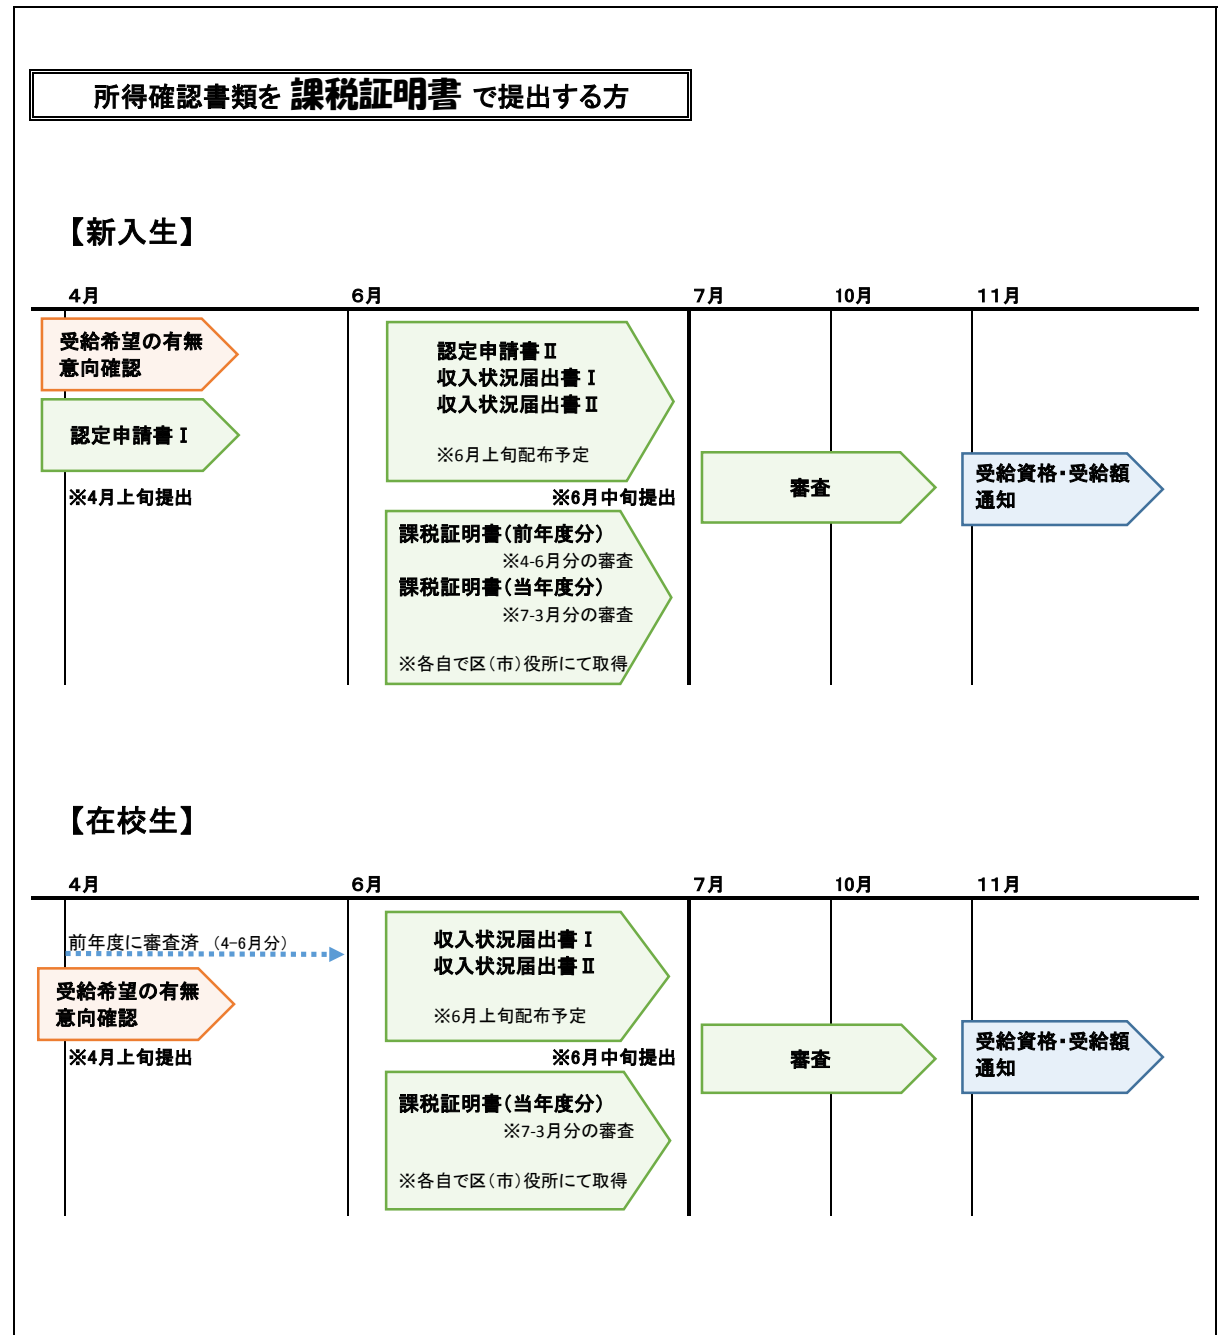 所得確認書類を 課税証明書 で提出する方
【新入生】
4月 6月 7月 10月 11月
受給希望の有無
意向確認
認定申請書Ⅰ
※4月上旬提出
認定申請書Ⅱ
収入状況届出書Ⅰ
収入状況届出書Ⅱ
※6月上旬配布予定
※6月中旬提出
課税証明書(前年度分)
※4-6月分の審査
課税証明書(当年度分)
※7-3月分の審査
※各自で区(市)役所にて取得
審査
受給資格・受給額
通知
【在校生】
4月 6月 7月 10月 11月
前年度に審査済 (4-6月分)
受給希望の有無
意向確認
※4月上旬提出
収入状況届出書Ⅰ
収入状況届出書Ⅱ
※6月上旬配布予定
※6月中旬提出
課税証明書(当年度分)
※7-3月分の審査
※各自で区(市)役所にて取得
審査
受給資格・受給額
通知